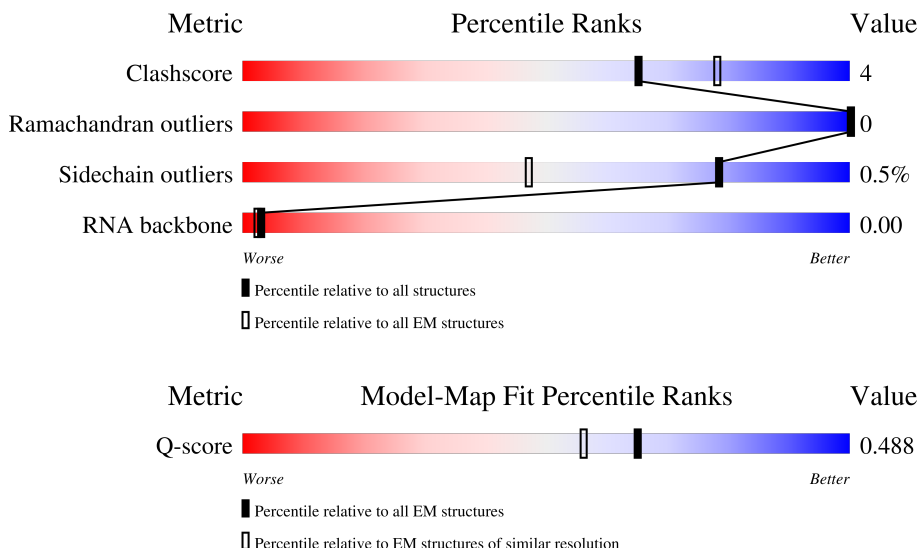 Metric Percentile Ranks Value
Clashscore 4
Ramachandran outliers 0
Sidechain outliers 0.5%
RNA backbone 0.00
Worse Better
Percentile relative to all structures
Percentile relative to all EM structures
Metric Model-Map Fit Percentile Ranks Value
Q-score 0.488
Worse Better
Percentile relative to all EM structures
Percentile relative to EM structures of similar resolution